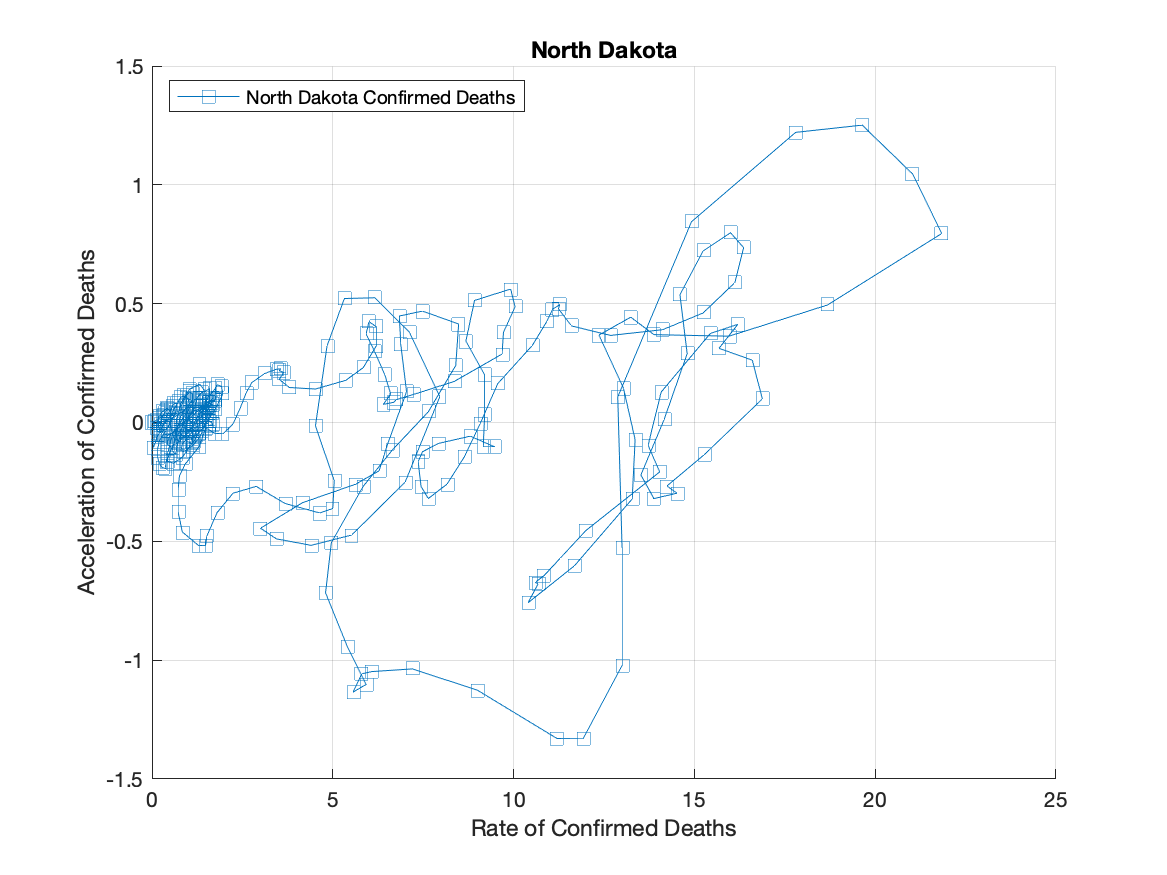 North Dakota
1.5
North Dakota Confirmed Deaths
1
0.5
0
-0.5
-1
-1.5
Acceleration of Confirmed Deaths
0 5 10 15 20 25
Rate of Confirmed Deaths